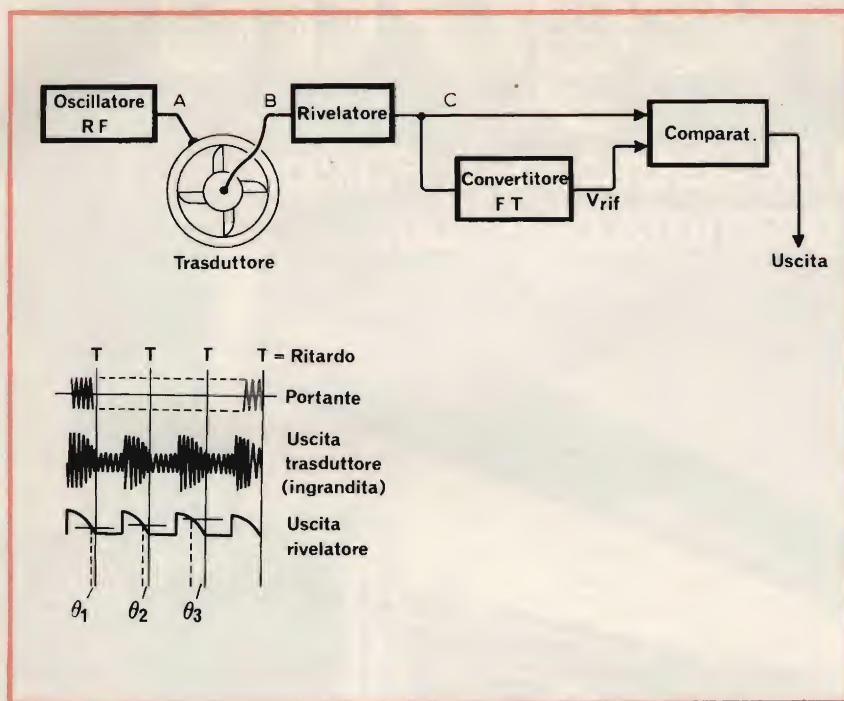 Oscillatore
RF
A
B
Rivelatore
C
Comparat.
Convertitore
FT
Vrif
Trasduttore
Uscita
T T T T = Ritardo
Portante
Uscita
trasduttore
(ingrandita)
Uscita
rivelatore
θ1 θ2 θ3